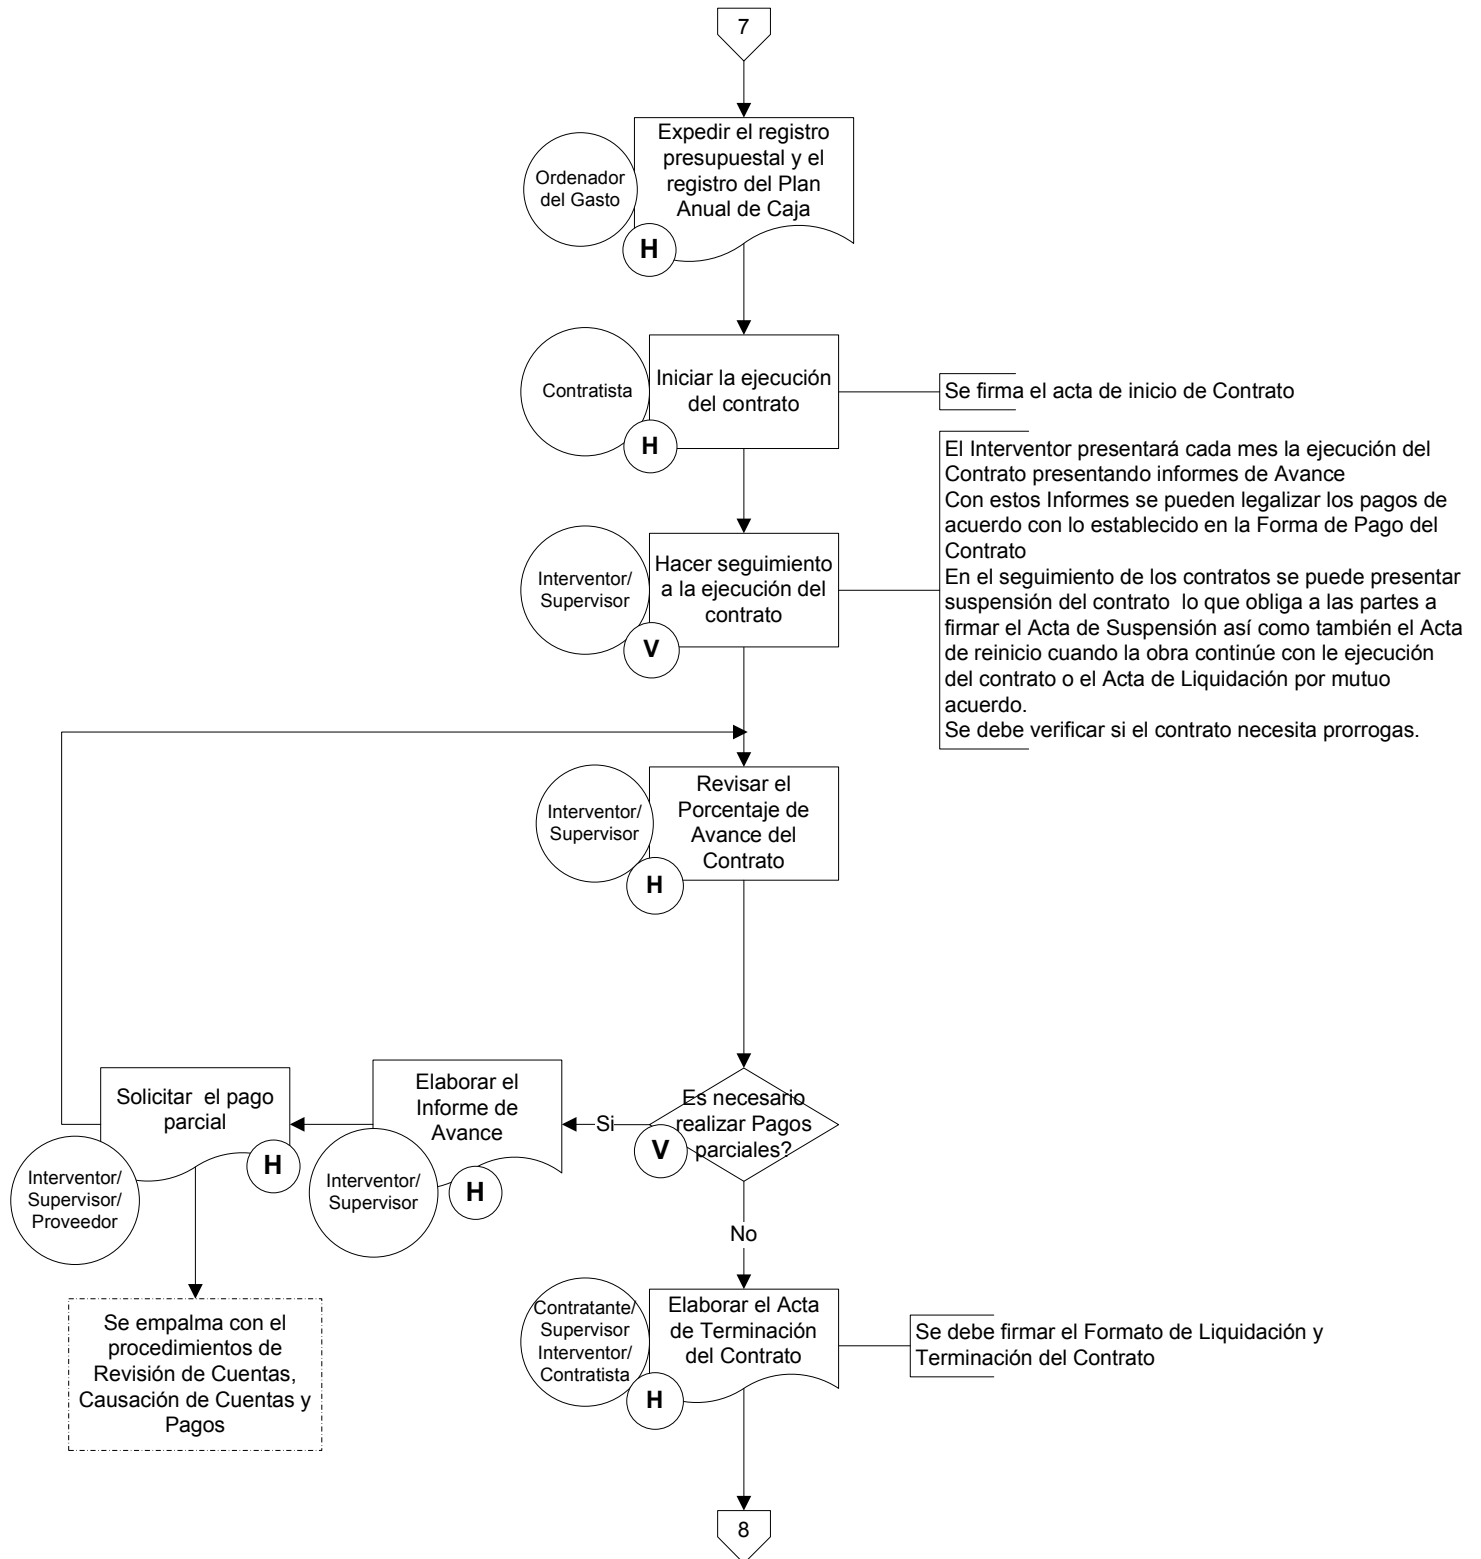 7
Expedir el registro
presupuestal y el
registro del Plan
Anual de Caja
Ordenador
del Gasto
H
Iniciar la ejecución
del contrato
Contratista
H
Se firma el acta de inicio de Contrato
Hacer seguimiento
a la ejecución del
contrato
Interventor/
Supervisor
V
El Interventor presentará cada mes la ejecución del
Contrato presentando informes de Avance
Con estos Informes se pueden legalizar los pagos de
acuerdo con lo establecido en la Forma de Pago del
Contrato
En el seguimiento de los contratos se puede presentar
suspensión del contrato lo que obliga a las partes a
firmar el Acta de Suspensión así como también el Acta
de reinicio cuando la obra continúe con le ejecución
del contrato o el Acta de Liquidación por mutuo
acuerdo.
Se debe verificar si el contrato necesita prorrogas.
Revisar el
Porcentaje de
Avance del
Contrato
Interventor/
Supervisor
H
Es necesario
realizar Pagos
parciales?
V
Si
Elaborar el
Informe de
Avance
Interventor/
Supervisor
H
Solicitar el pago
parcial
Interventor/
Supervisor/
Proveedor
H
Se empalma con el
procedimientos de
Revisión de Cuentas,
Causación de Cuentas y
Pagos
No
Elaborar el Acta
de Terminación
del Contrato
Contratante/
Supervisor
Interventor/
Contratista
H
Se debe firmar el Formato de Liquidación y
Terminación del Contrato
8